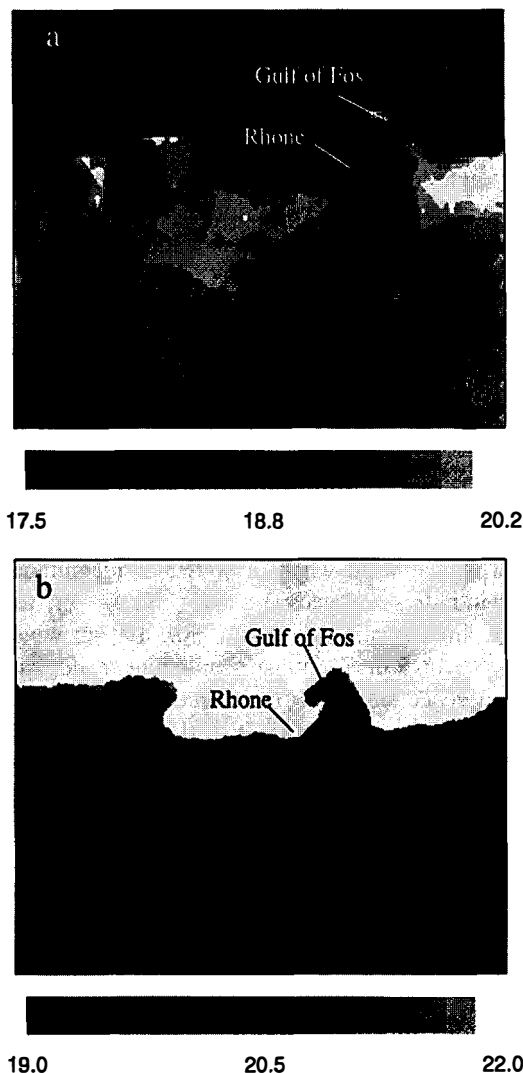 a
Gulf of Fos
Rhone
17.5 18.8 20.2
b
Gulf of Fos
Rhone
19.0 20.5 22.0